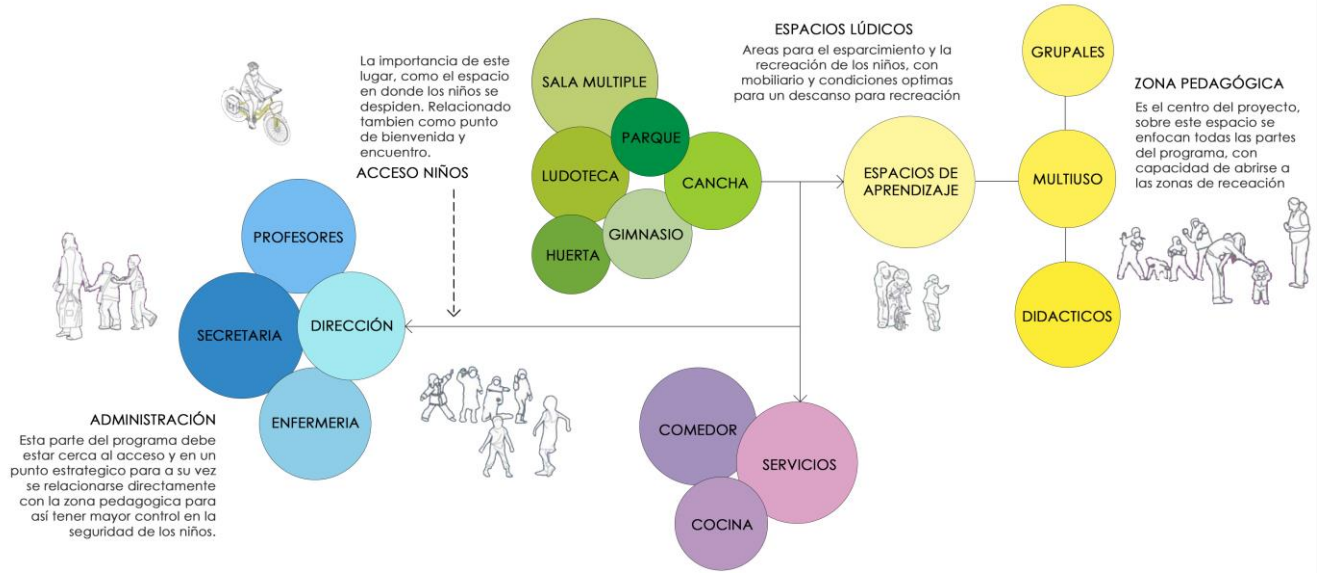 La importancia de este
lugar, como el espacio
en donde los niños se
despiden. Relacionado
tambien como punto
de bienvenida y
encuentro.
ACCESO NIÑOS
SALA MULTIPLE
PARQUE
LUDOTECA
CANCHA
GIMNASIO
HUERTA
ESPACIOS LÚDICOS
Areas para el esparcimiento y la
recreación de los niños, con
mobiliario y condiciones optimas
para un descanso para recreación
ESPACIOS DE
APRENDIZAJE
GRUPALES
MULTIUSO
DIDACTICOS
ZONA PEDAGÓGICA
Es el centro del proyecto,
sobre este espacio se
enfocan todas las partes
del programa, con
capacidad de abrirse a
las zonas de receación
PROFESORES
SECRETARIA
DIRECCIÓN
ENFERMERIA
ADMINISTRACIÓN
Esta parte del programa debe
estar cerca al acceso y en un
punto estrategico para a su vez
se relacionarse directamente
con la zona pedagogica para
así tener mayor control en la
seguridad de los niños.
COMEDOR
SERVICIOS
COCINA